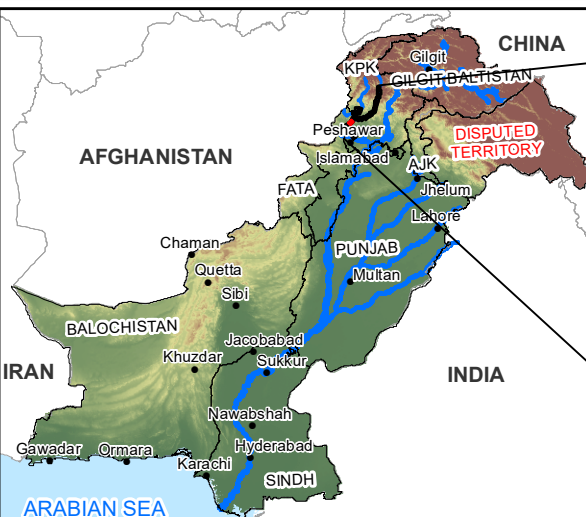 CHINA
Gilgit
KPK
GILGIT BALTISTAN
Peshawar
DISPUTED
TERRITORY
AFGHANISTAN
Islamabad
AJK
FATA
Jhelum
Lahore
Chaman
PUNJAB
Quetta
Multan
Sibi
BALOCHISTAN
Jacobabad
Khuzdar
Sukkur
IRAN
INDIA
Nawabshah
Gawadar
Ormara
Hyderabad
Karachi
SINDH
ARABIAN SEA